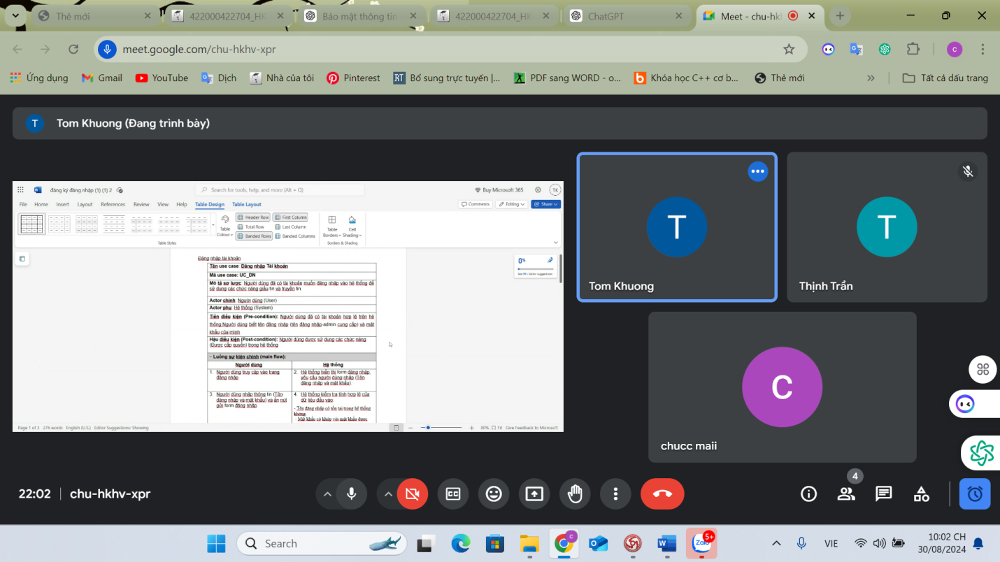 Thẻ mới
422000422704_HK
Bảo mật thông tin
422000422704_HK
ChatGPT
Meet - chu-hkh
meet.google.com/chu-hkhv-xpr
C
Ứng dụng
Gmail
YouTube
Dịch
Nhà của tôi
Pinterest
RT
Bổ sung trực tuyến |...
PDF sang WORD - o...
Khóa học C++ cơ b...
Thẻ mới
Tất cả dấu trang
T
Tom Khuong (Đang trình bày)
đăng ký đăng nhập (1) (1) 2
Search for tools, help, and more (Alt + Q)
Buy Microsoft 365
TK
File Home Insert Layout References Review View Help Table Design Table Layout
Comments
Editing
Share
Header Row
First Column
Total Row
Last Column
Banded Rows
Banded Columns
Table Colour
Table Borders
Cell Shading
Table Styles
Borders & Shading
0%
Đăng nhập tài khoản
Tên use case Đăng nhập Tài khoản
Mã use case: UC_DN
Mô tả sơ lược Người dùng đã có tài khoản muốn đăng nhập vào hệ thống để
sử dụng các chức năng giấu tin và truyền tin.
Actor chính Người dùng (User)
Actor phụ Hệ thống (System)
Tiền điều kiện (Pre-condition): Người dùng đã có tài khoản hợp lệ trên hệ
thống.Người dùng biết tên đăng nhập (tên đăng nhập-admin cung cấp) và mật
khẩu của mình
Hậu điều kiện (Post-condition): Người dùng được sử dụng các chức năng
(Được cấp quyền) trong hệ thống
– Luồng sự kiện chính (main flow):
Người dùng
Hệ thống
1. Người dùng truy cập vào trang
đăng nhập
2. Hệ thống hiển thị form đăng nhập,
yêu cầu người dùng nhập (Tên
đăng nhập và mật khẩu).
3. Người dùng nhập thông tin (Tên
đăng nhập và mật khẩu) và ấn nút
gửi form đăng nhập
4. Hệ thống kiểm tra tính hợp lệ của
dữ liệu đầu vào.
- Tên đăng nhập có tồn tại trong hệ thống
không.
- Mật khẩu có khớp với mật khẩu được
Page 1 of 3 276 words English (U.S.) Editor Suggestions: Showing
80%
Fit
Give Feedback to Microsoft
T
Tom Khuong
T
Thịnh Trần
C
chucc maii
22:02
chu-hkhv-xpr
CC
4
Search
C
5+
Zalo
VIE
10:02 CH
30/08/2024